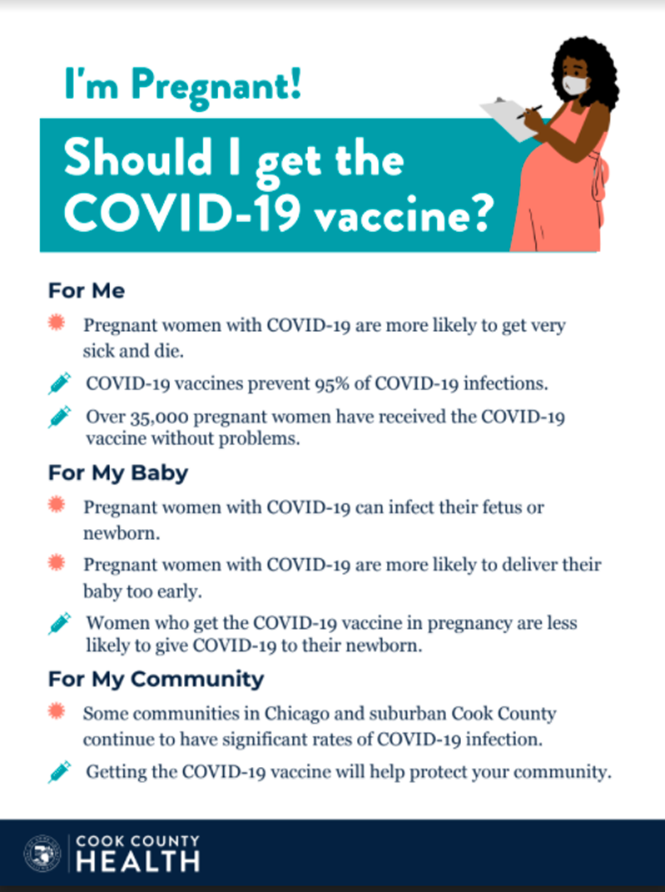 I'm Pregnant!
Should I get the
COVID-19 vaccine?
For Me
Pregnant women with COVID-19 are more likely to get very
sick and die.
COVID-19 vaccines prevent 95% of COVID-19 infections.
Over 35,000 pregnant women have received the COVID-19
vaccine without problems.
For My Baby
Pregnant women with COVID-19 can infect their fetus or
newborn.
Pregnant women with COVID-19 are more likely to deliver their
baby too early.
Women who get the COVID-19 vaccine in pregnancy are less
likely to give COVID-19 to their newborn.
For My Community
Some communities in Chicago and suburban Cook County
continue to have significant rates of COVID-19 infection.
Getting the COVID-19 vaccine will help protect your community.
COOK COUNTY
HEALTH